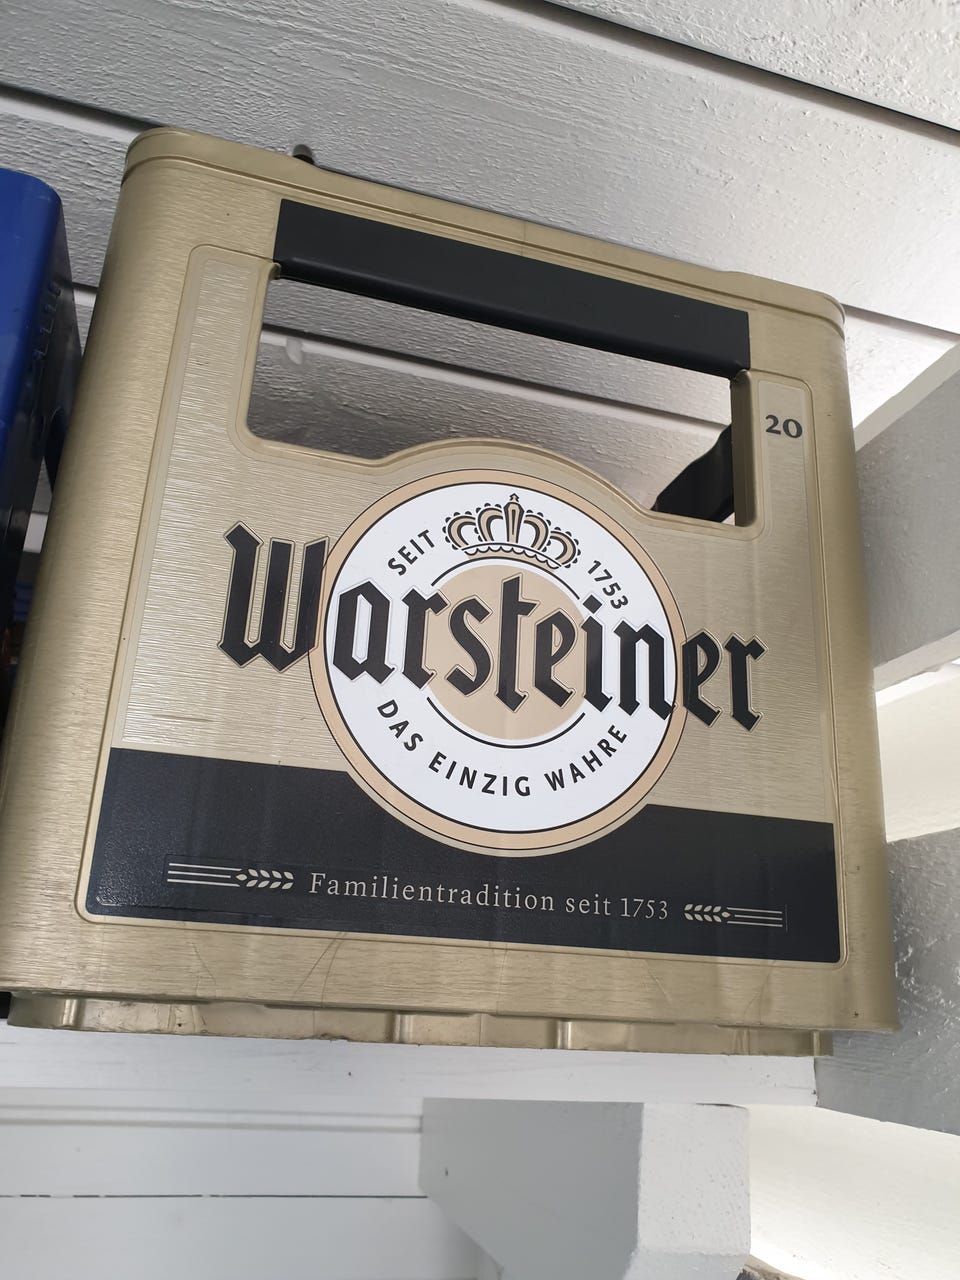 20
SEIT 1753
Warsteiner
DAS EINZIG WAHRE
Familientradition seit 1753